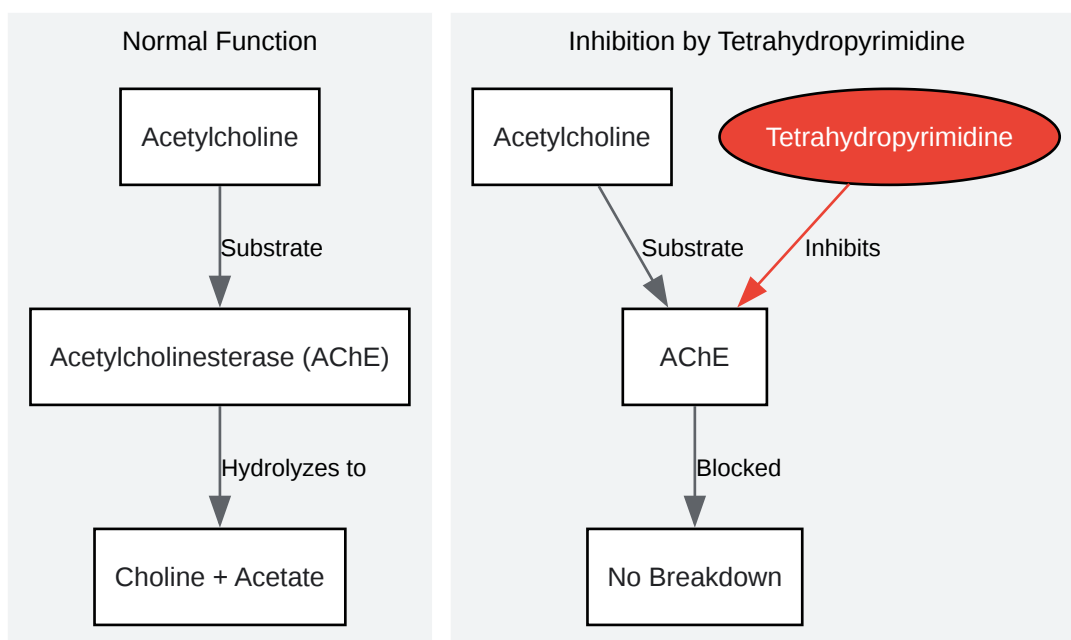 Normal Function
Acetylcholine
Substrate
Acetylcholinesterase (AChE)
Hydrolyzes to
Choline + Acetate
Inhibition by Tetrahydropyrimidine
Acetylcholine
Tetrahydropyrimidine
Substrate
Inhibits
AChE
Blocked
No Breakdown